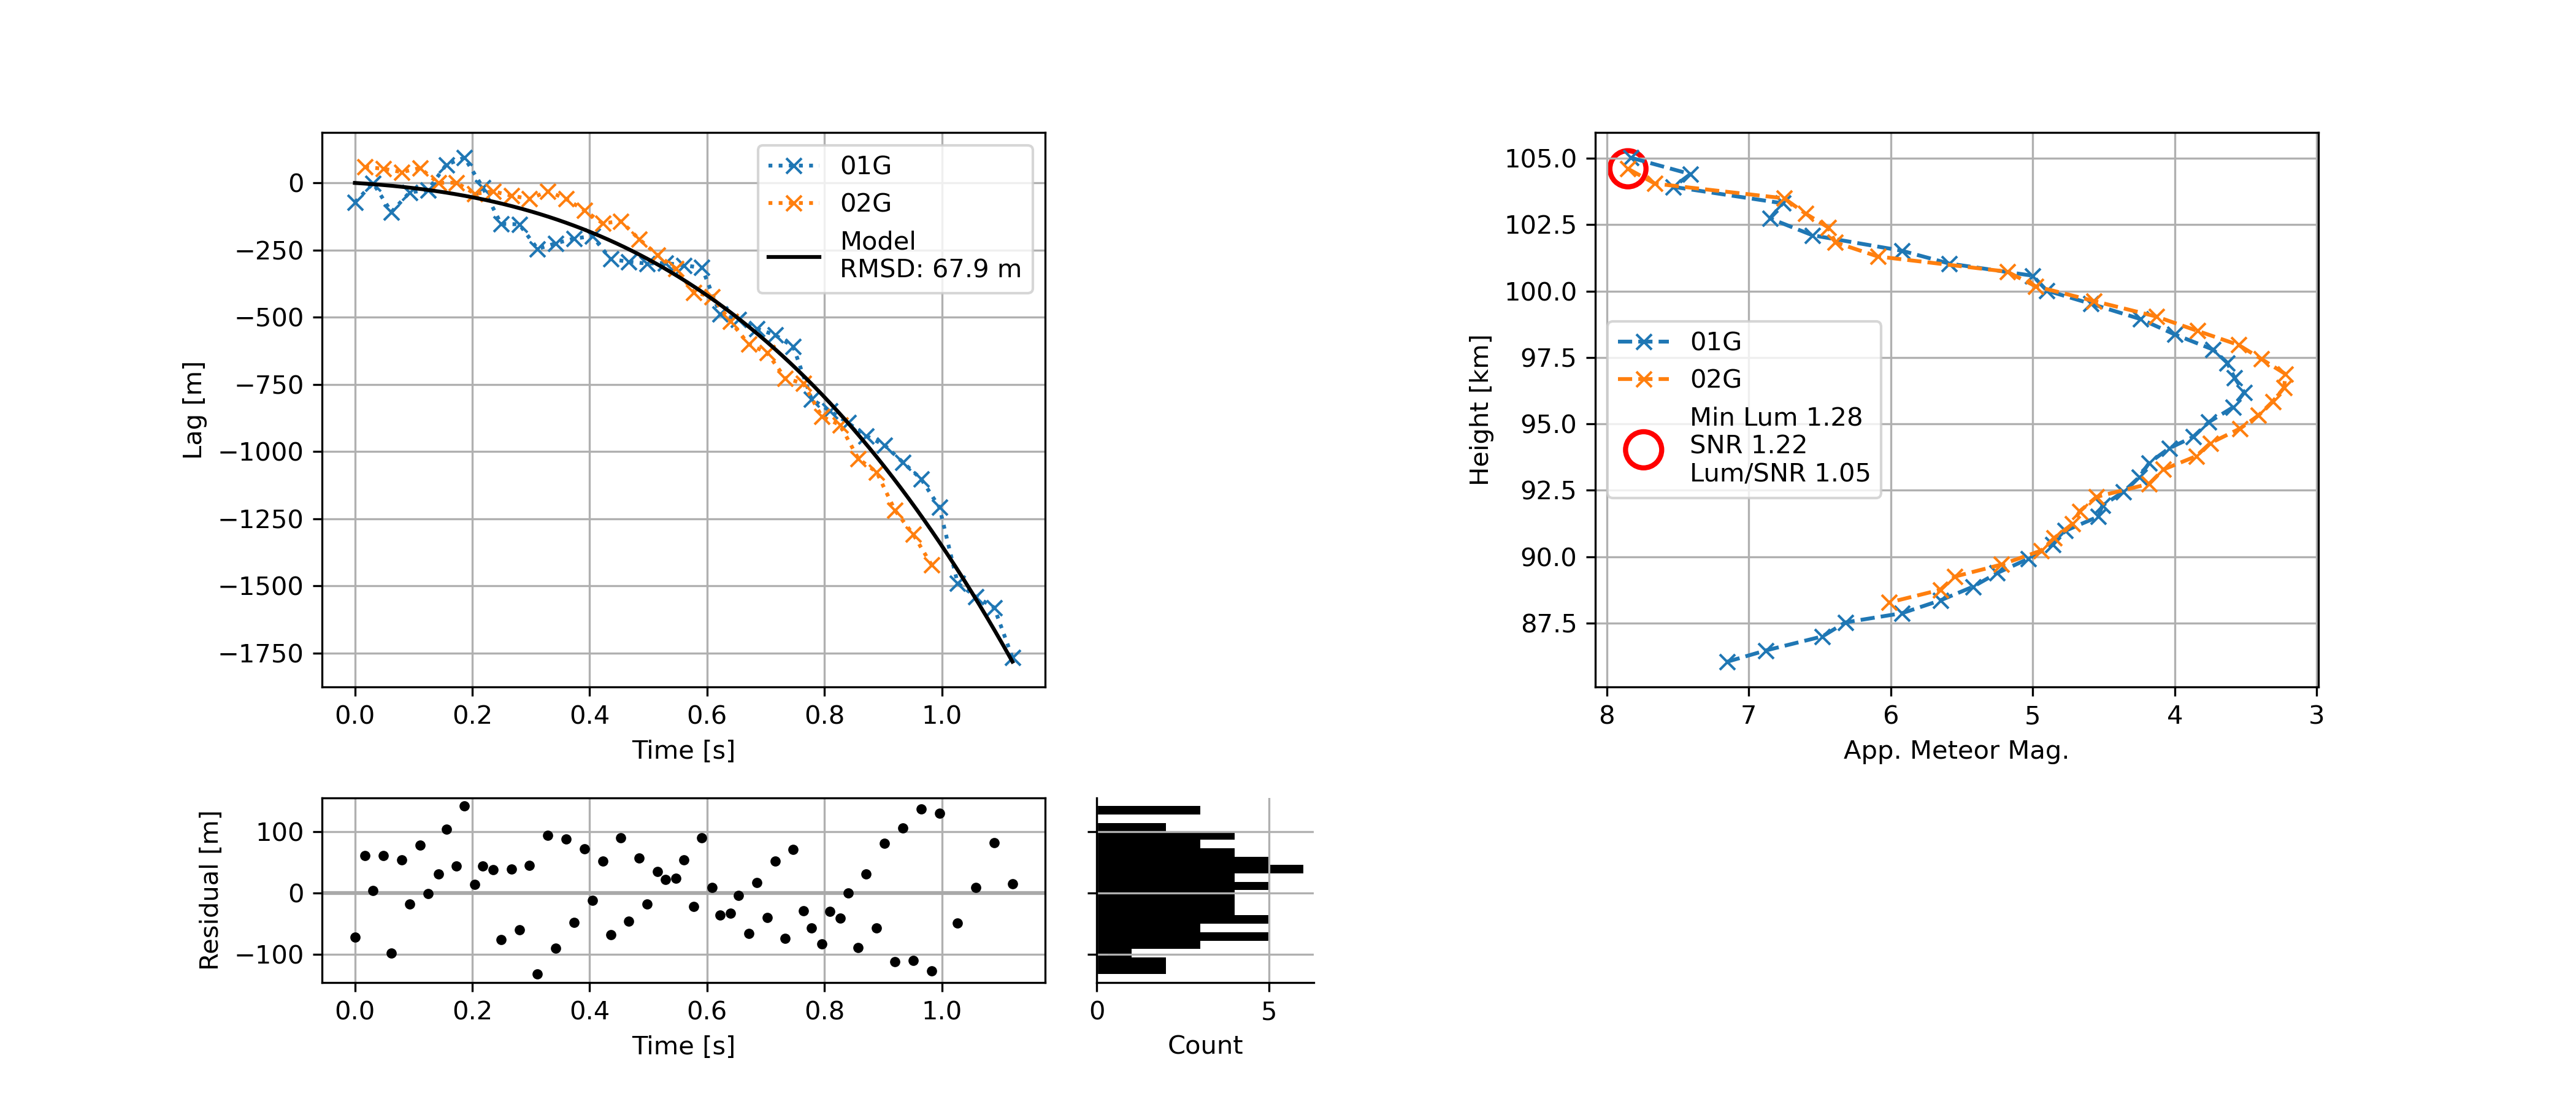 0
−250
−500
−750
−1000
−1250
−1500
−1750
Lag [m]
0.0 0.2 0.4 0.6 0.8 1.0
Time [s]
01G
02G
Model
RMSD: 67.9 m
105.0
102.5
100.0
97.5
95.0
92.5
90.0
87.5
Height [km]
8 7 6 5 4 3
App. Meteor Mag.
01G
02G
Min Lum 1.28
SNR 1.22
Lum/SNR 1.05
100
0
−100
Residual [m]
0.0 0.2 0.4 0.6 0.8 1.0
Time [s]
0 5
Count